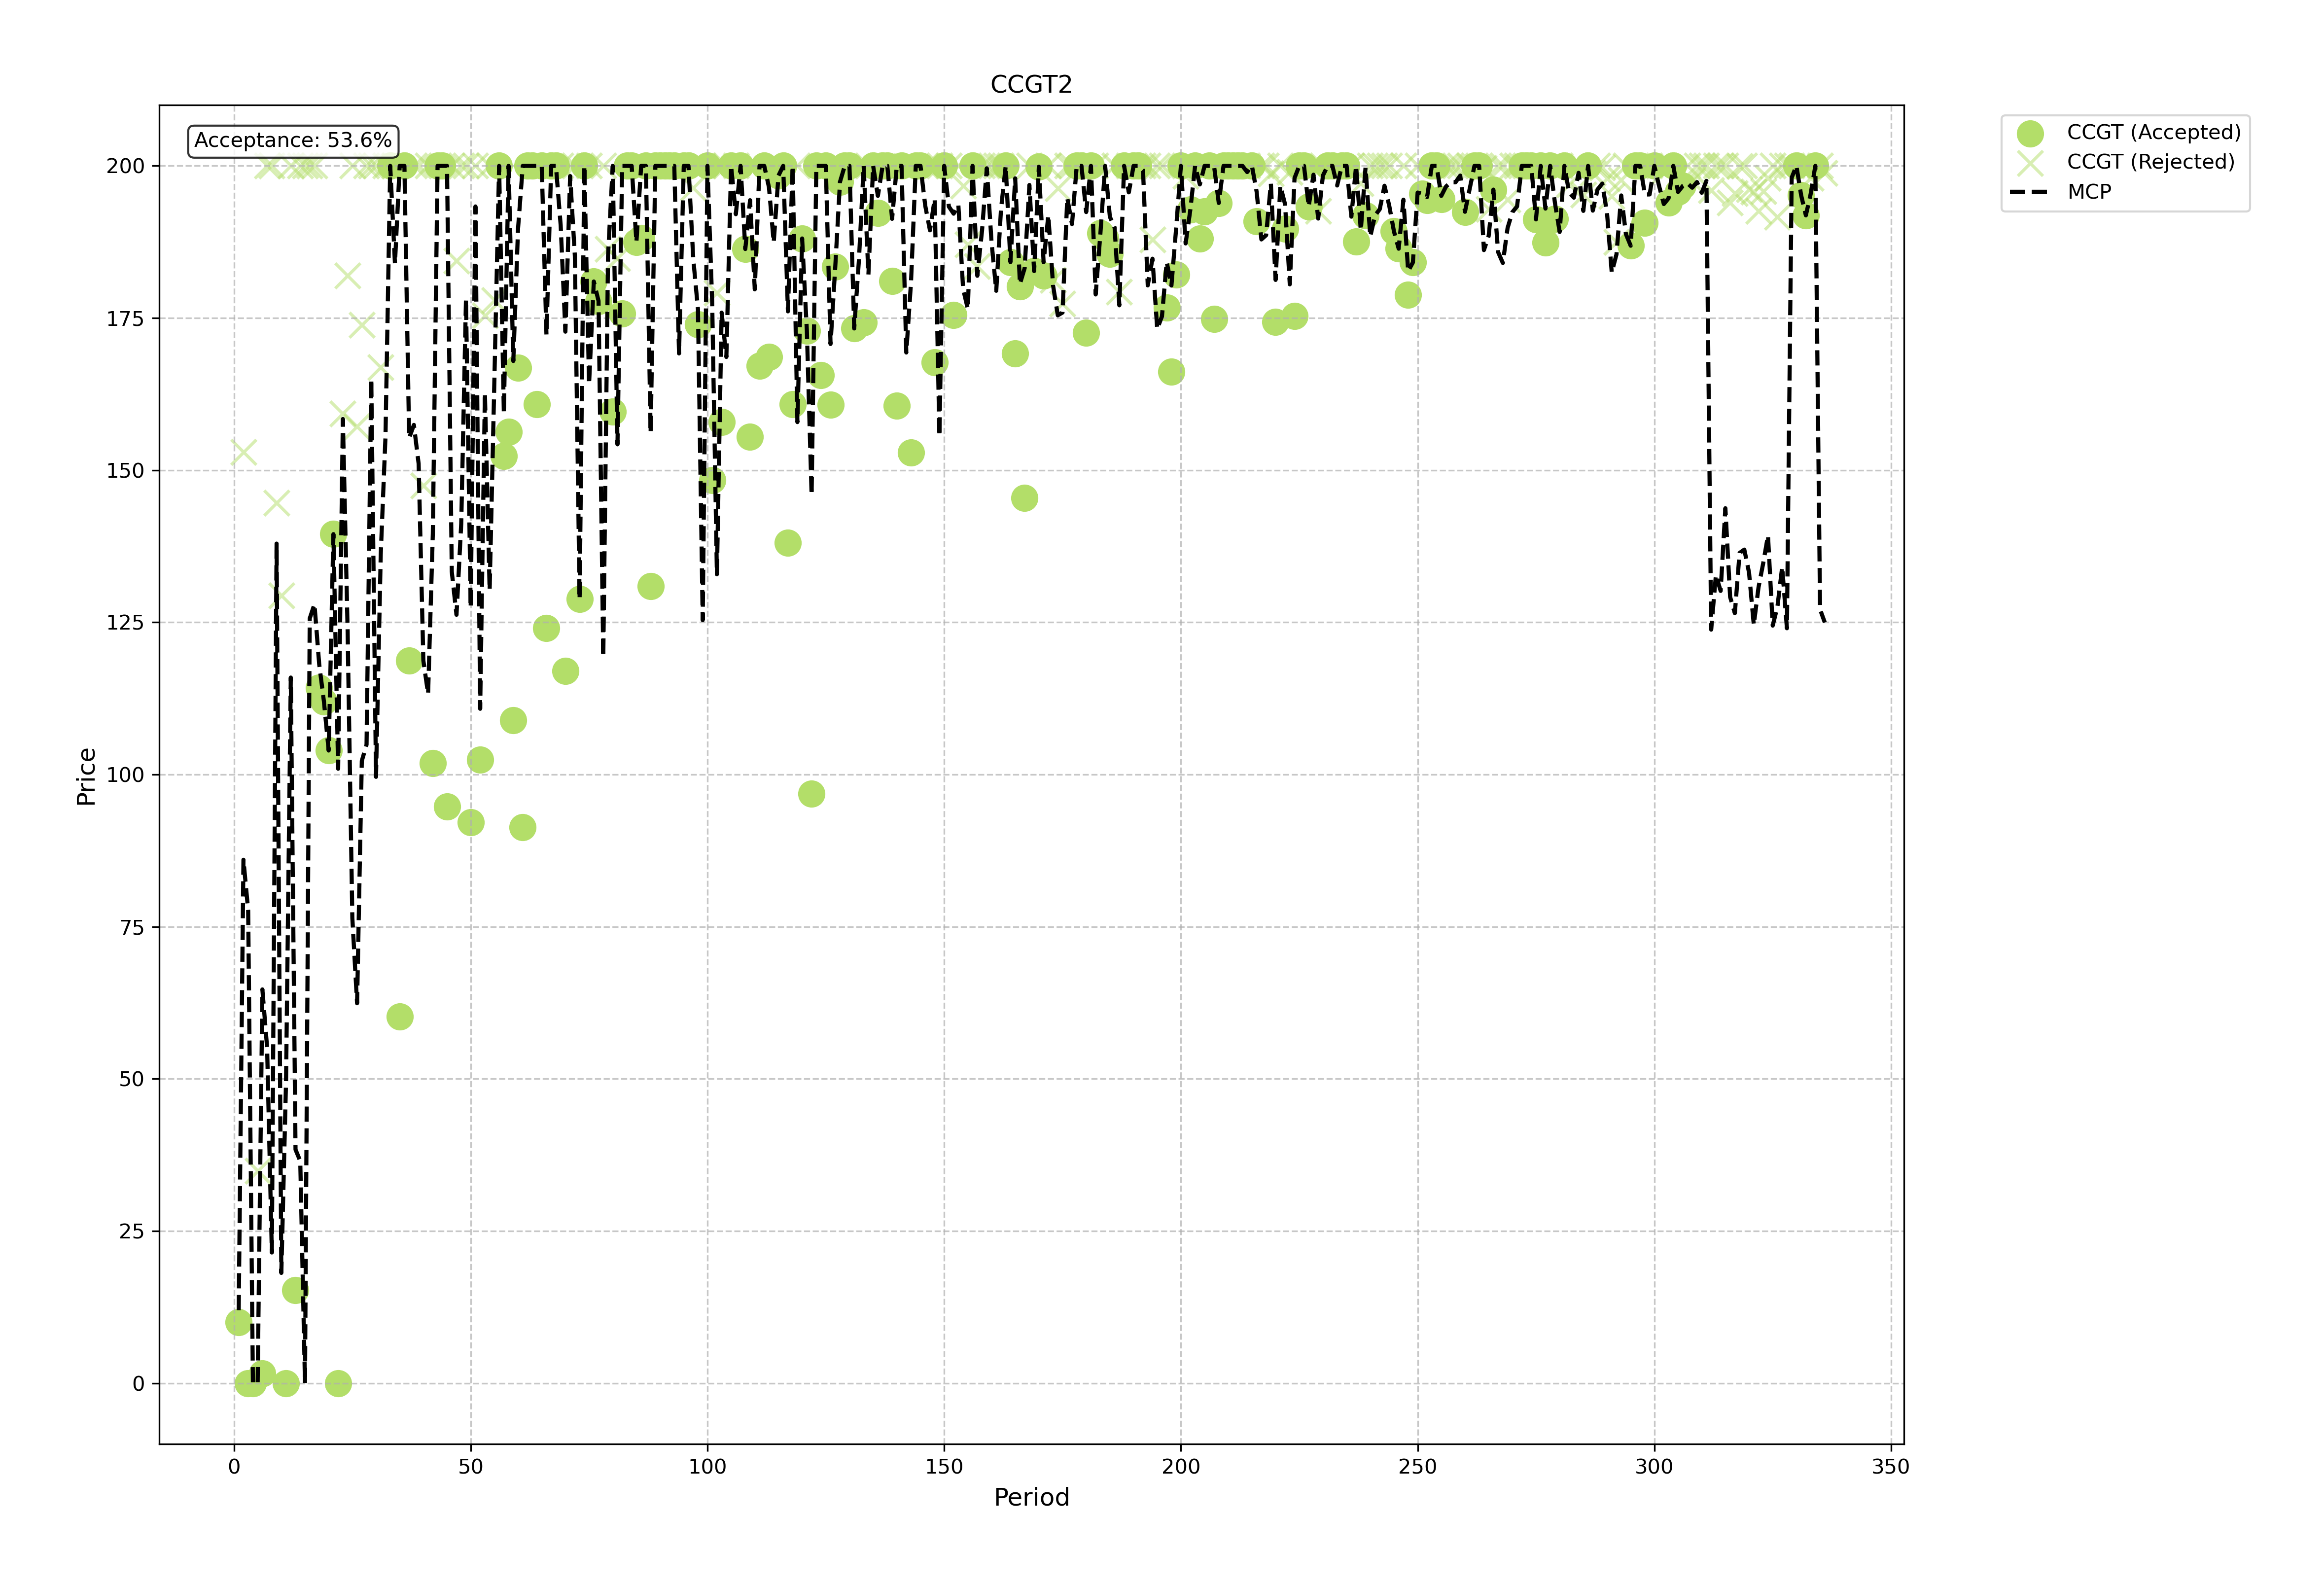 CCGT2
Acceptance: 53.6%
CCGT (Accepted)
CCGT (Rejected)
MCP
200
175
150
125
100
75
50
25
0
Price
0 50 100 150 200 250 300 350
Period